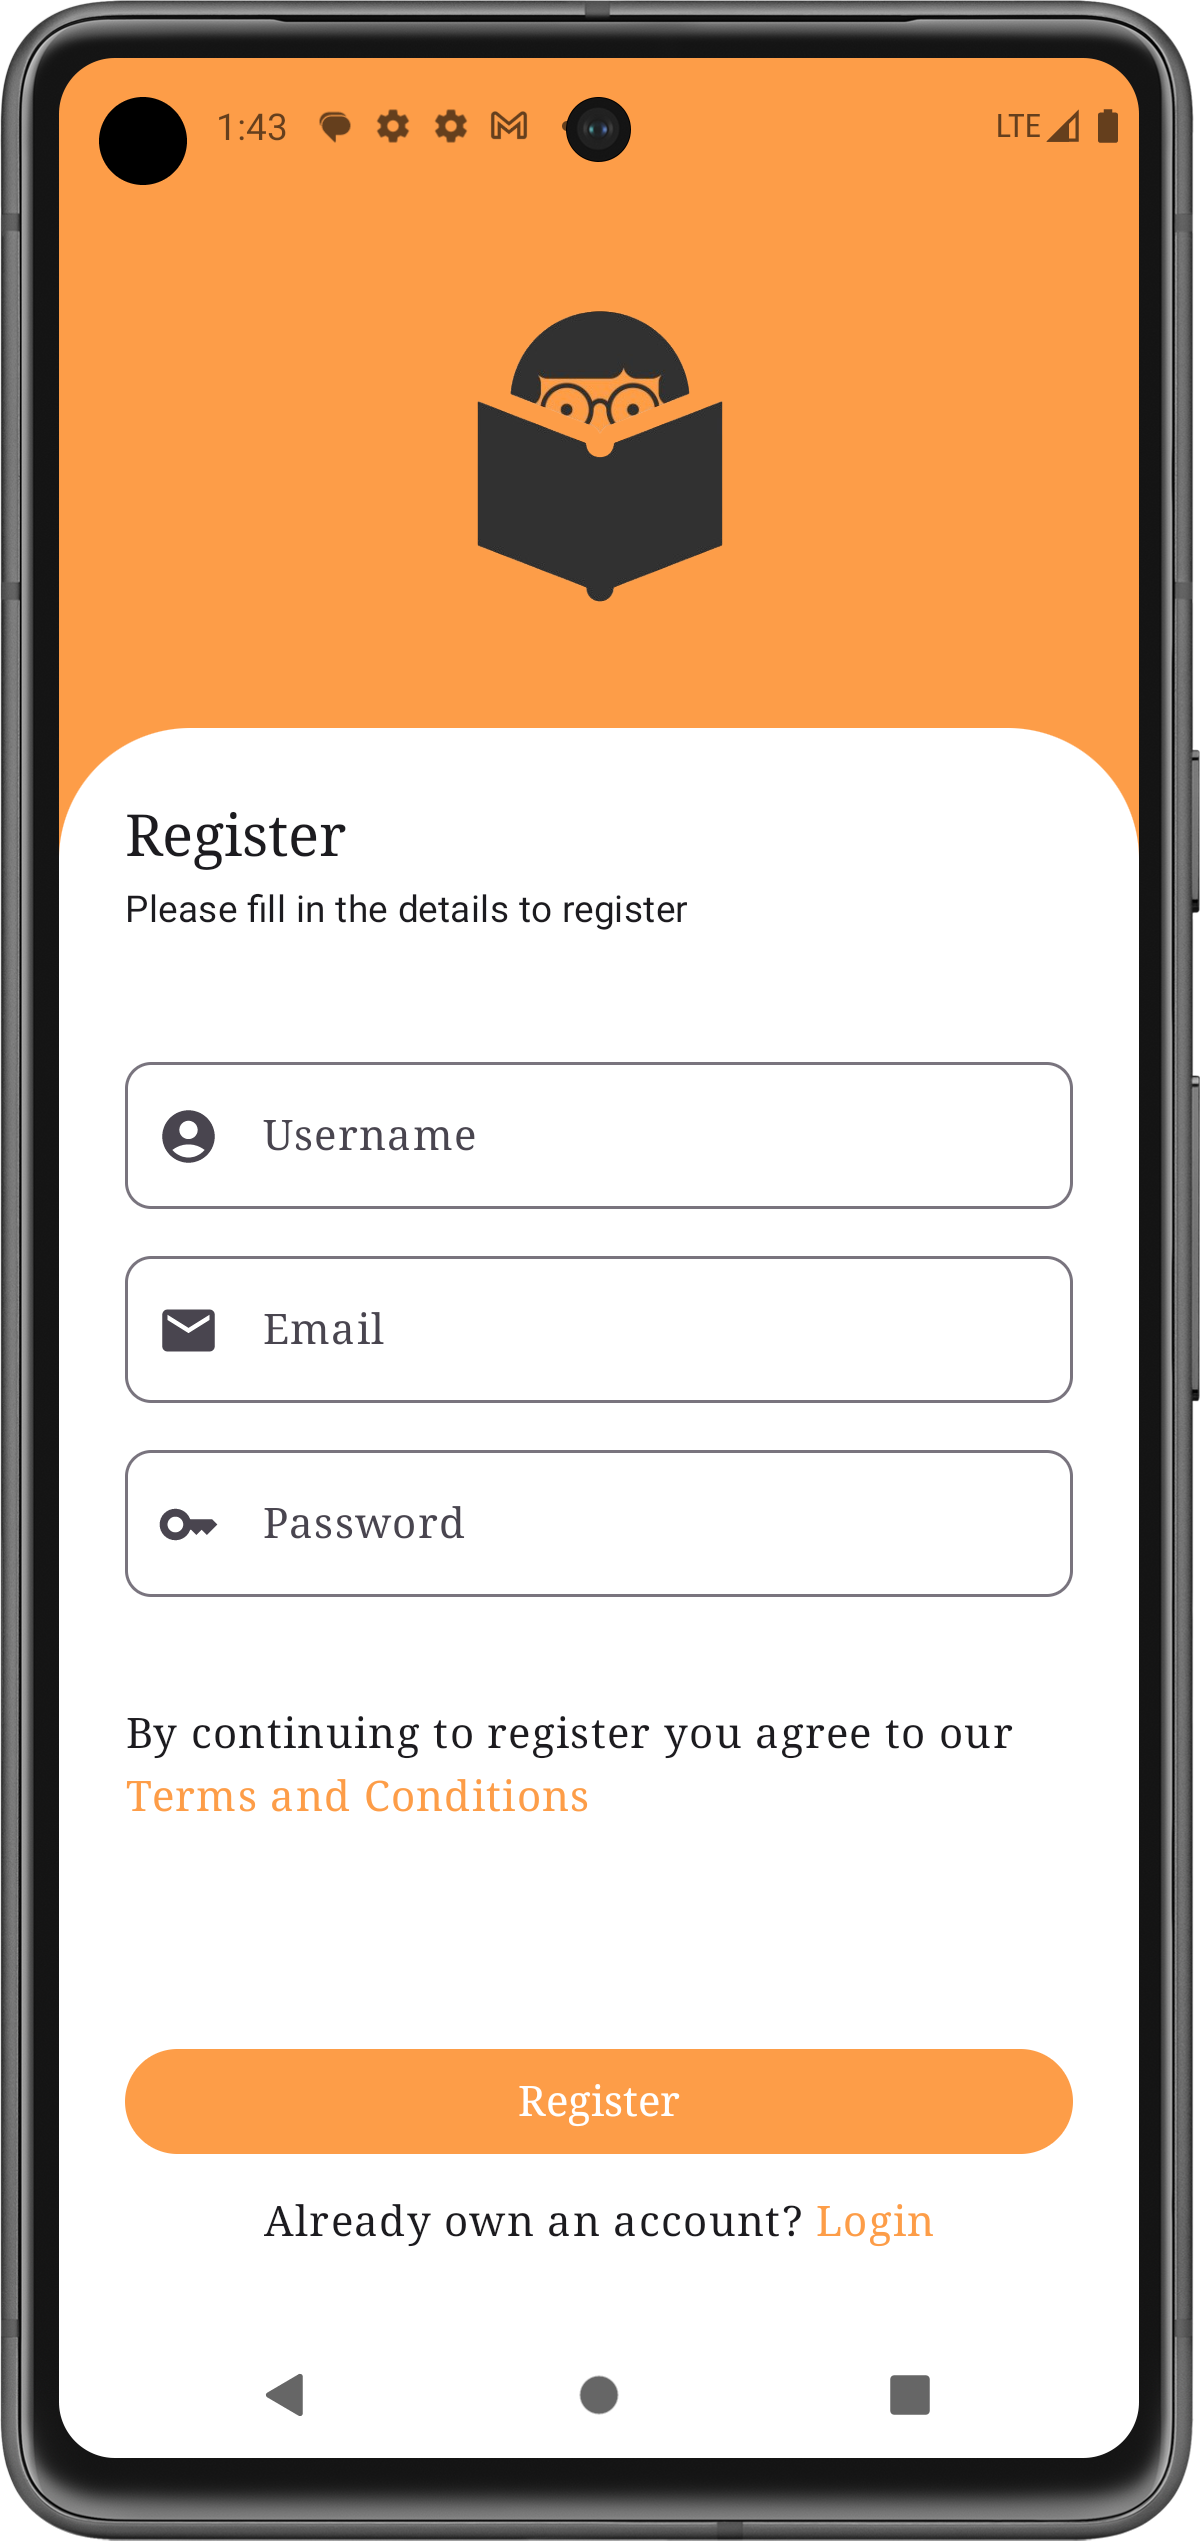 1:43 LTE
Register
Please fill in the details to register
Username
Email
Password
By continuing to register you agree to our
Terms and Conditions
Register
Already own an account? Login